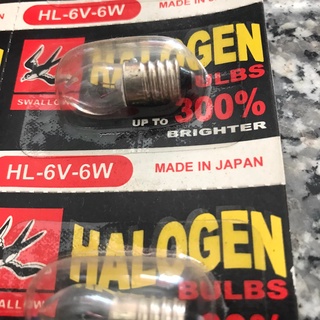 HL-6V-6W MADE IN
HALOGEN
BULBS
SWALLOW
UP TO 300%
BRIGHTER
HL-6V-6W MADE IN JAPAN
HALOGEN
BULBS